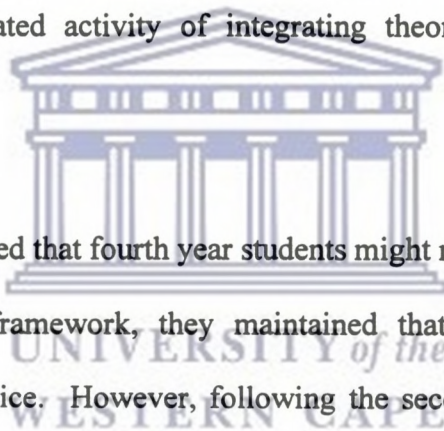 ated activity of integrating theor
ed that fourth year students might r
framework, they maintained that
UNIVERSITY of the
ice. However, following the seco
WESTERN CAPE